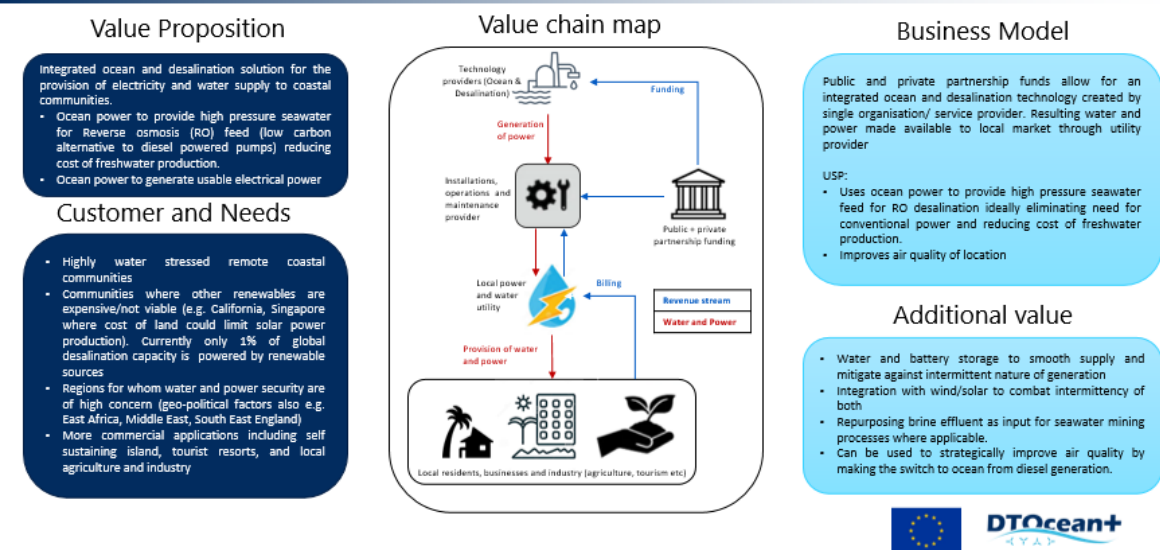 Value Proposition
Integrated ocean and desalination solution for the
provision of electricity and water supply to coastal
communities.
• Ocean power to provide high pressure seawater
for Reverse osmosis (RO) feed (low carbon
alternative to diesel powered pumps) reducing
cost of freshwater production.
• Ocean power to generate usable electrical power
Customer and Needs
• Highly water stressed remote coastal
communities
• Communities where other renewables are
expensive/not viable (e.g. California, Singapore
where cost of land could limit solar power
production). Currently only 1% of global
desalination capacity is powered by renewable
sources
• Regions for whom water and power security are
of high concern (geo-political factors also e.g.
East Africa, Middle East, South East England)
• More commercial applications including self
sustaining island, tourist resorts, and local
agriculture and industry
Value chain map
Technology
providers (Ocean &
Desalination)
Funding
Generation
of power
Installations,
operations and
maintenance
provider
Public + private
partnership funding
Local power
and water
utility
Billing
Revenue stream
Water and Power
Provision of water
and power
Local residents, businesses and industry (agriculture, tourism etc)
Business Model
Public and private partnership funds allow for an
integrated ocean and desalination technology created by
single organisation/ service provider. Resulting water and
power made available to local market through utility
provider
USP:
• Uses ocean power to provide high pressure seawater
feed for RO desalination ideally eliminating need for
conventional power and reducing cost of freshwater
production.
• Improves air quality of location
Additional value
• Water and battery storage to smooth supply and
mitigate against intermittent nature of generation
• Integration with wind/solar to combat intermittency of
both
• Repurposing brine effluent as input for seawater mining
processes where applicable.
• Can be used to strategically improve air quality by
making the switch to ocean from diesel generation.
DTOcean+